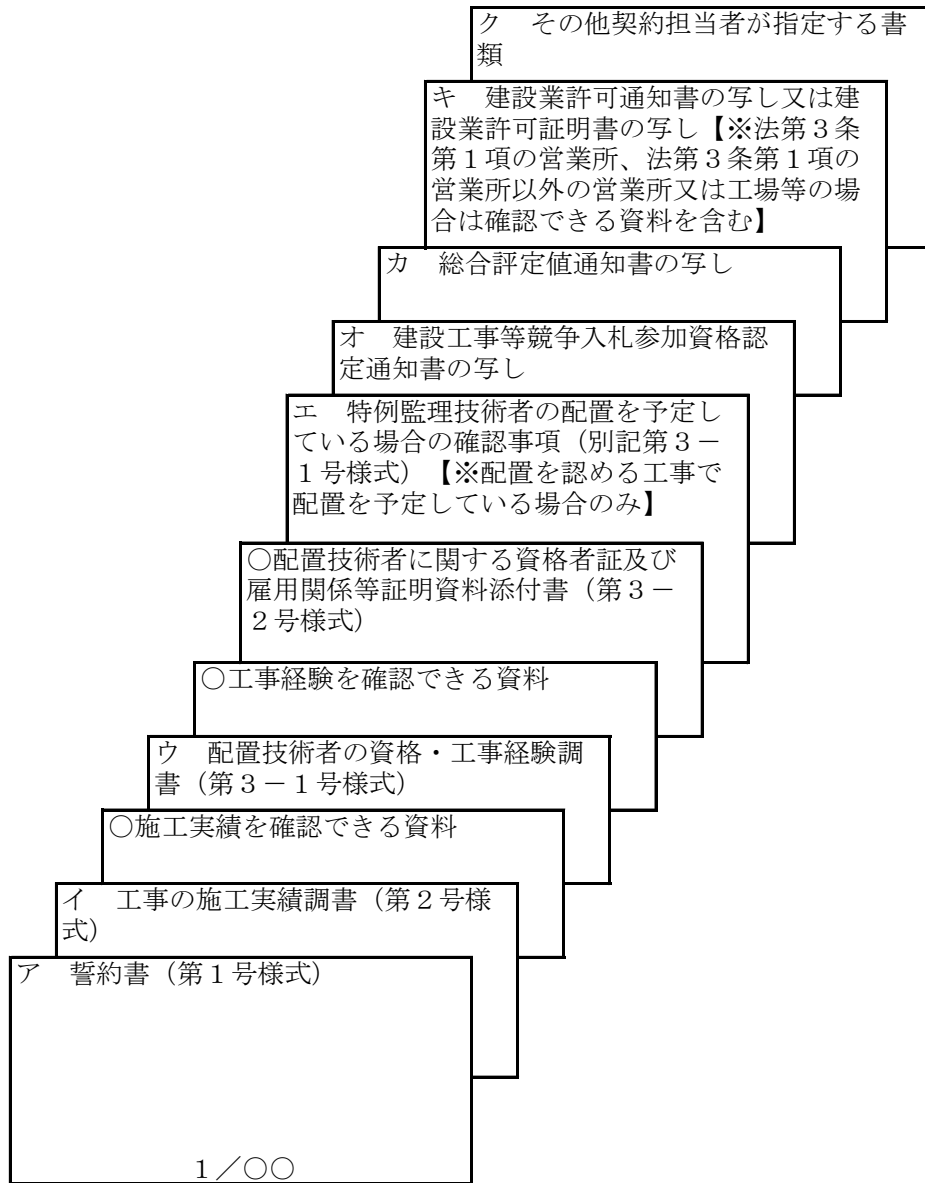 ク　その他契約担当者が指定する書
類
キ　建設業許可通知書の写し又は建
設業許可証明書の写し【※法第３条
第１項の営業所、法第３条第１項の
営業所以外の営業所又は工場等の場
合は確認できる資料を含む】
カ　総合評定値通知書の写し
オ　建設工事等競争入札参加資格認
定通知書の写し
エ　特例監理技術者の配置を予定し
ている場合の確認事項（別記第３－
１号様式）【※配置を認める工事で
配置を予定している場合のみ】
○配置技術者に関する資格者証及び
雇用関係等証明資料添付書（第３－
２号様式）
○工事経験を確認できる資料
ウ　配置技術者の資格・工事経験調
書（第３－１号様式）
○施工実績を確認できる資料
イ　工事の施工実績調書（第２号様
式）
ア　誓約書（第１号様式）
１／○○